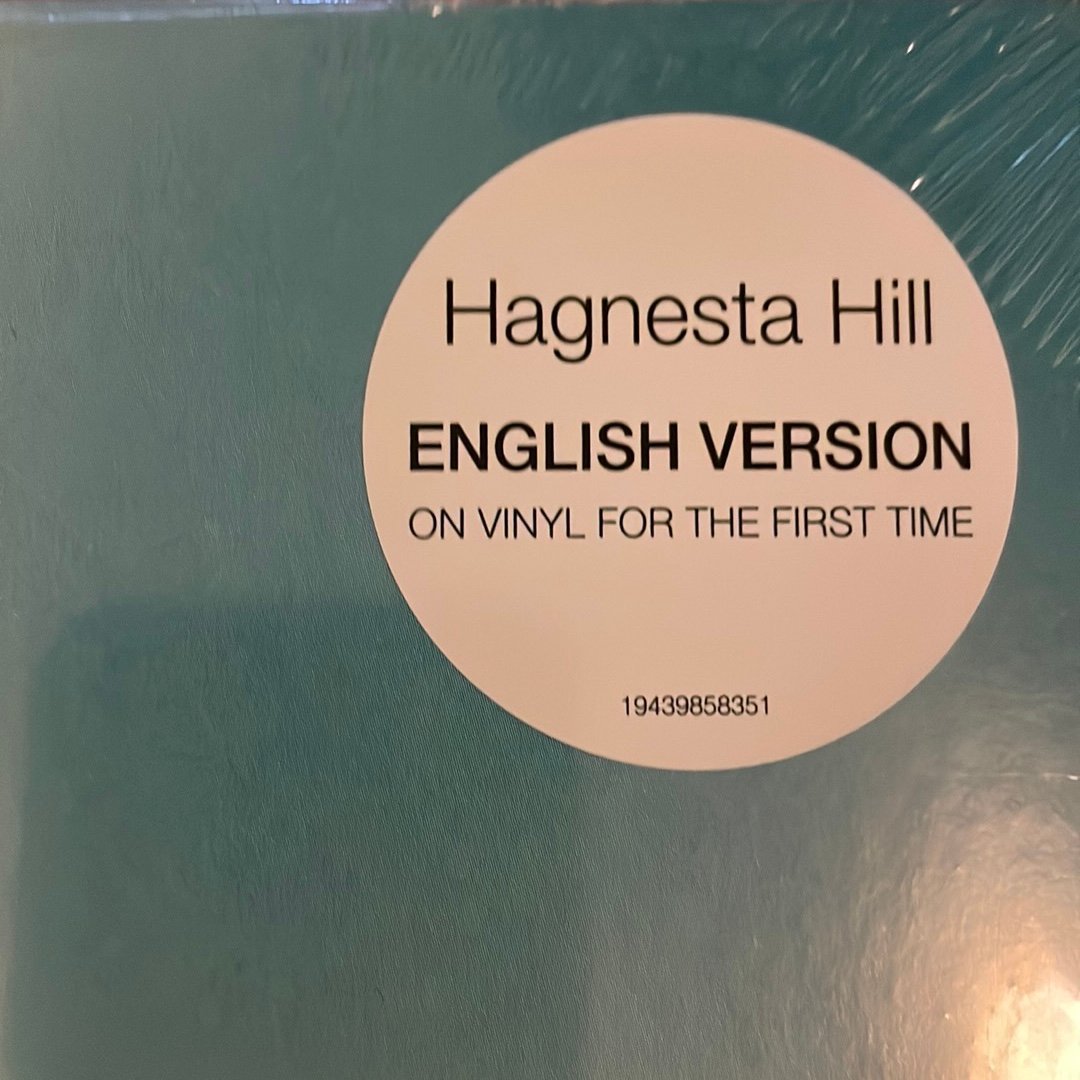 Hagnesta Hill
ENGLISH VERSION
ON VINYL FOR THE FIRST TIME
19439858351